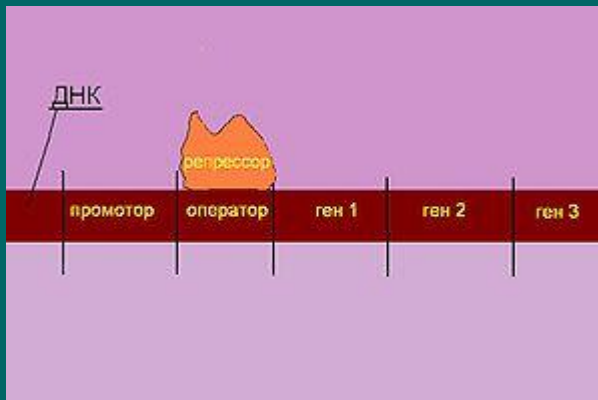 ДНК
репрессор
промотор оператор ген 1 ген 2 ген 3